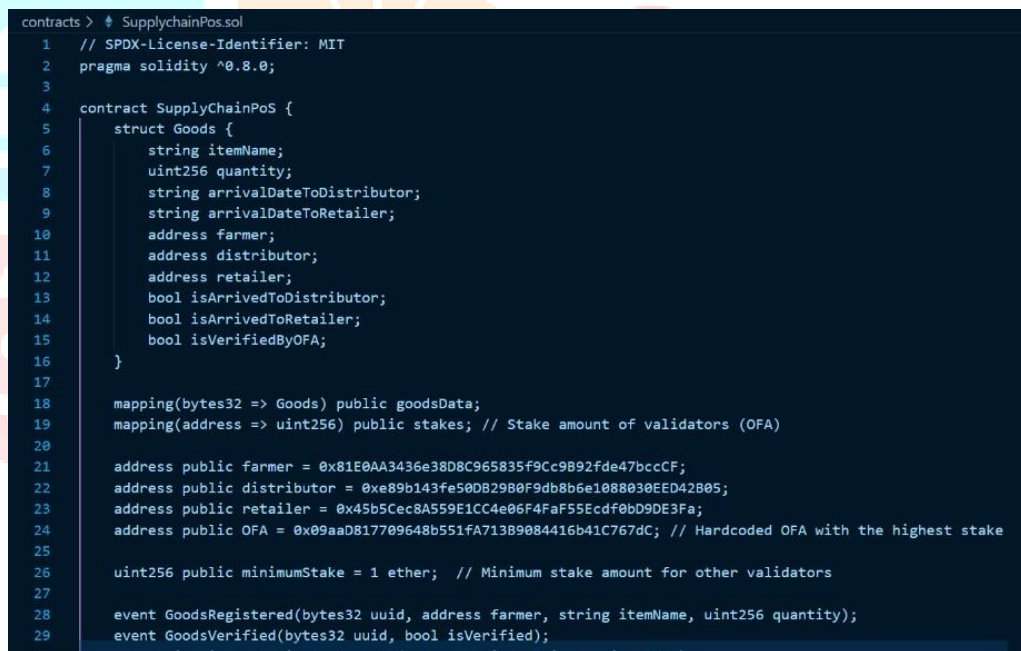 contracts > SupplychainPos.sol
1 // SPDX-License-Identifier: MIT
2 pragma solidity ^0.8.0;
3
4 contract SupplyChainPoS {
5 struct Goods {
6 string itemName;
7 uint256 quantity;
8 string arrivalDateToDistributor;
9 string arrivalDateToRetailer;
10 address farmer;
11 address distributor;
12 address retailer;
13 bool isArrivedToDistributor;
14 bool isArrivedToRetailer;
15 bool isVerifiedByOFA;
16 }
17
18 mapping(bytes32 => Goods) public goodsData;
19 mapping(address => uint256) public stakes; // Stake amount of validators (OFA)
20
21 address public farmer = 0x81E0AA3436e38D8C965835f9Cc9B92fde47bccCF;
22 address public distributor = 0xe89b143fe50DB29B0F9db8b6e1088030EED42B05;
23 address public retailer = 0x45b5Cec8A559E1CC4e06F4FaF55Ecdf0bD9DE3Fa;
24 address public OFA = 0x09aaD817709648b551fA713B9084416b41C767dC; // Hardcoded OFA with the highest stake
25
26 uint256 public minimumStake = 1 ether; // Minimum stake amount for other validators
27
28 event GoodsRegistered(bytes32 uuid, address farmer, string itemName, uint256 quantity);
29 event GoodsVerified(bytes32 uuid, bool isVerified);